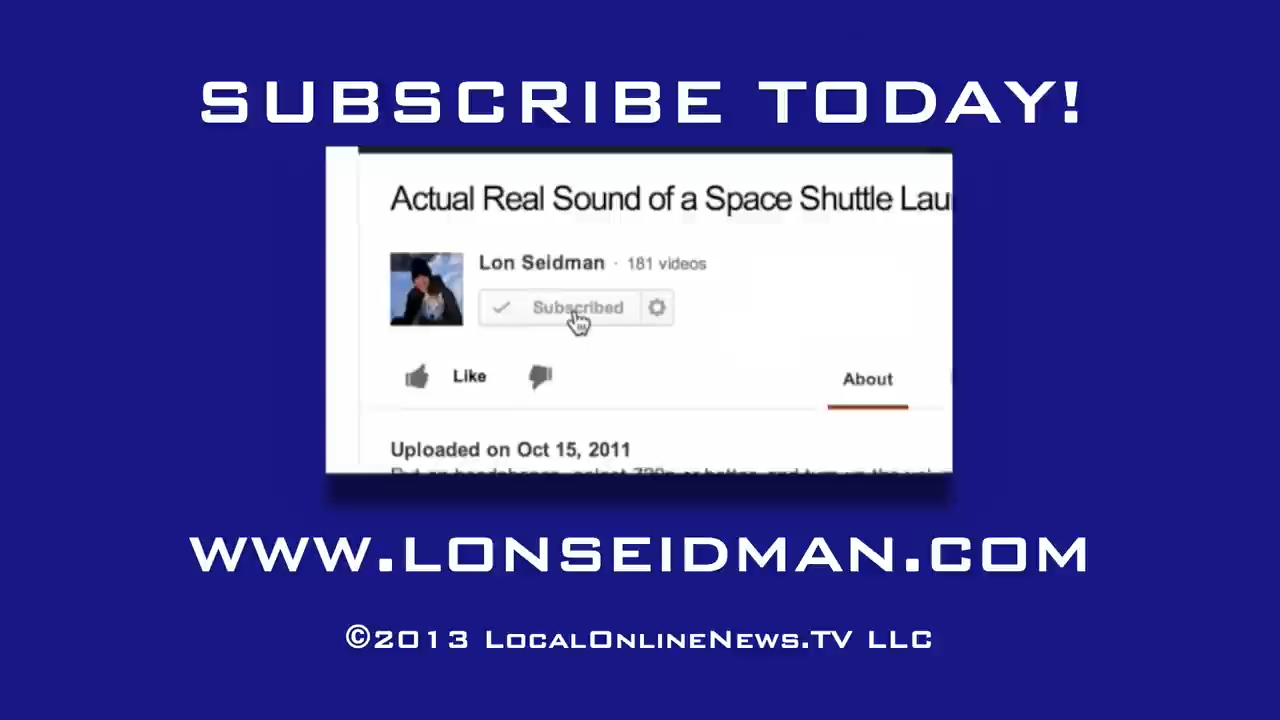 SUBSCRIBE TODAY!
Actual Real Sound of a Space Shuttle Lau
Lon Seidman · 181 videos
Subscribed
Like
About
Uploaded on Oct 15, 2011
WWW.LONSEIDMAN.COM
©2013 LOCALONLINENEWS.TV LLC